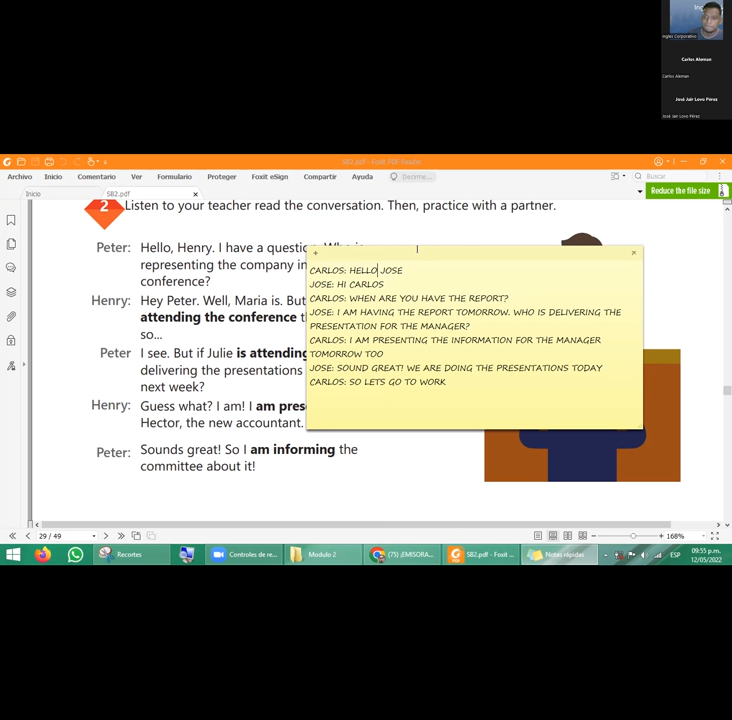 Ing
Ingles Corporativo
Carlos Aleman
Carlos Aleman
José Jair Lovo Pérez
José Jair Lovo Pérez
SB2.pdf - Foxit PDF Reader
Archivo Inicio Comentario Ver Formulario Proteger Foxit eSign Compartir Ayuda Decirme... Buscar
Inicio SB2.pdf Reduce the file size
2 Listen to your teacher read the conversation. Then, practice with a partner.
Peter: Hello, Henry. I have a question. Who is
representing the company in
conference?
Henry: Hey Peter. Well, Maria is. But
attending the conference
so...
Peter I see. But if Julie is attending
delivering the presentations
next week?
Henry: Guess what? I am! I am pres
Hector, the new accountant.
Peter: Sounds great! So I am informing the
committee about it!
CARLOS: HELLO JOSE
JOSE: HI CARLOS
CARLOS: WHEN ARE YOU HAVE THE REPORT?
JOSE: I AM HAVING THE REPORT TOMORROW. WHO IS DELIVERING THE
PRESENTATION FOR THE MANAGER?
CARLOS: I AM PRESENTING THE INFORMATION FOR THE MANAGER
TOMORROW TOO
JOSE: SOUND GREAT! WE ARE DOING THE PRESENTATIONS TODAY
CARLOS: SO LETS GO TO WORK
29 / 49 168%
Recortes Controles de re... Modulo 2 (75) ¡EMISORA... SB2.pdf - Foxit ... Notas rápidas ESP 09:55 p.m.
12/05/2022